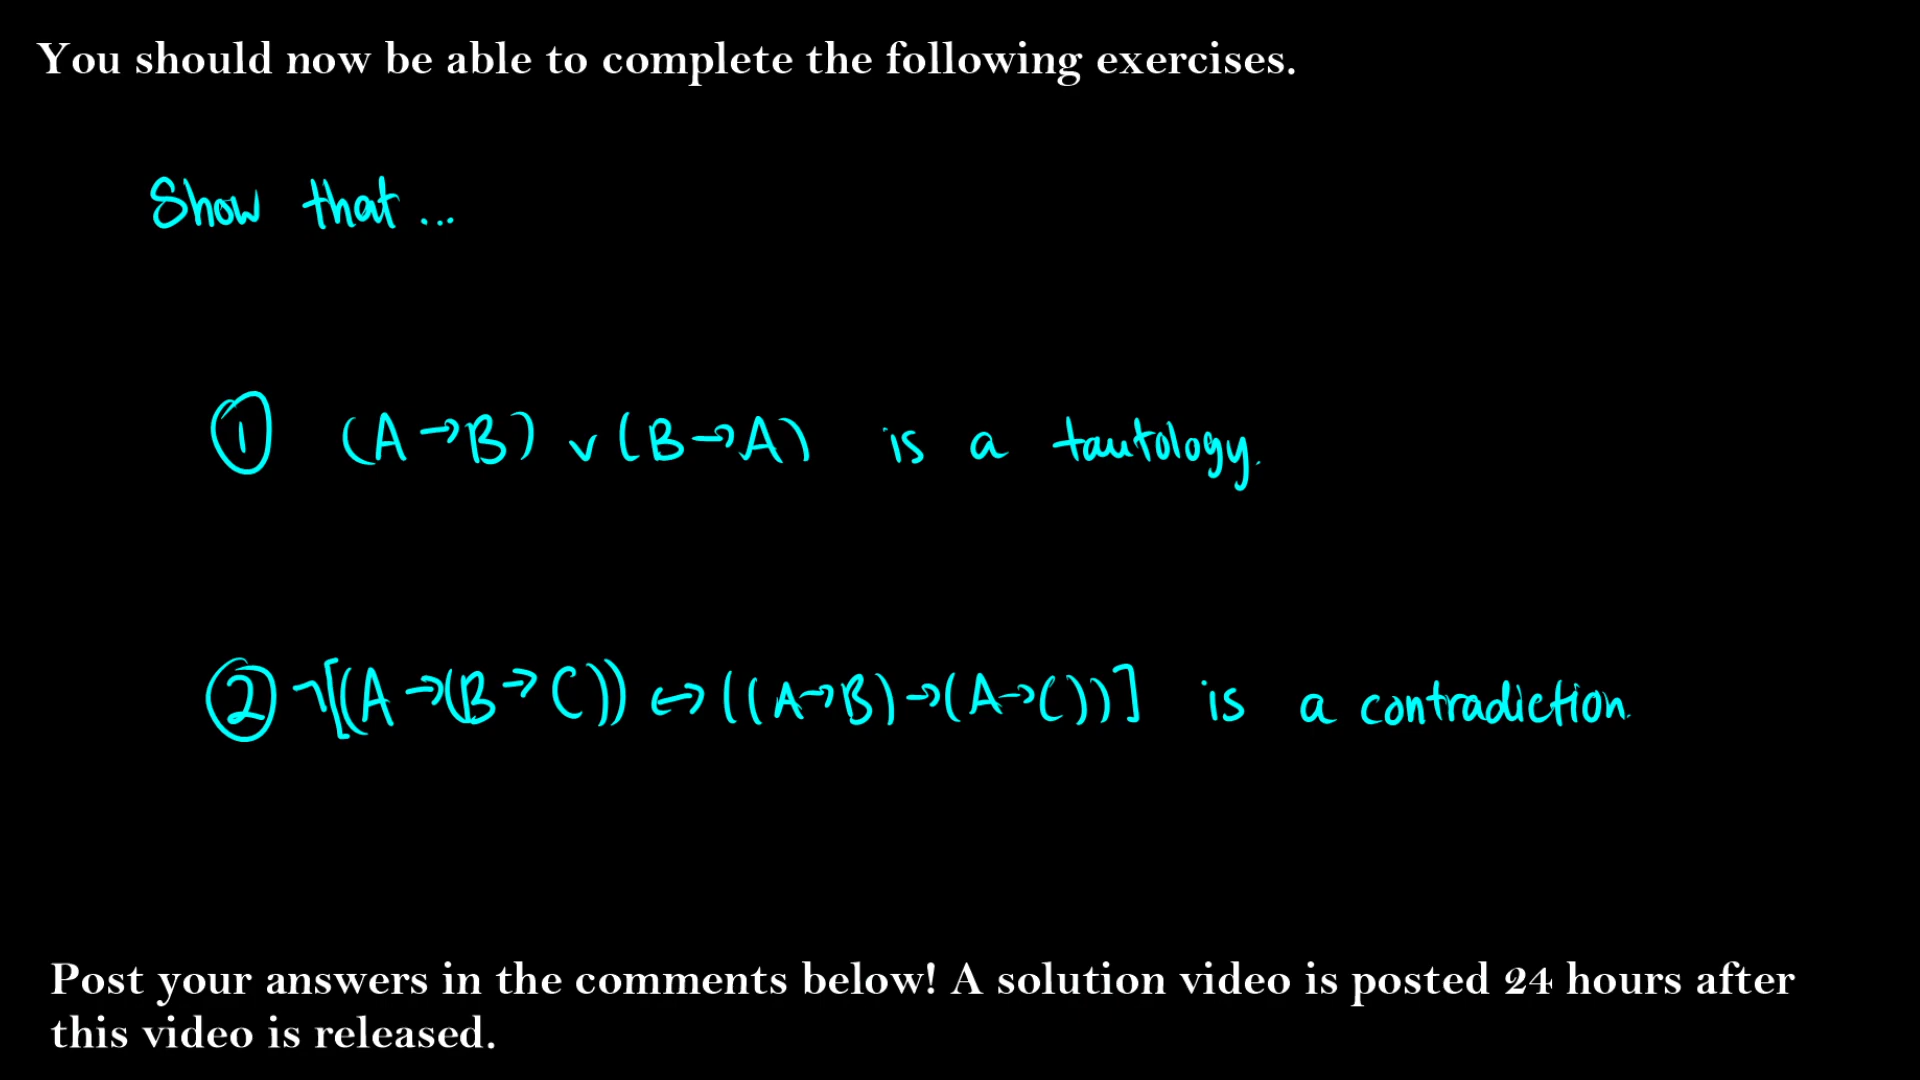 You should now be able to complete the following exercises.
Show that ...
① (A→B) ∨ (B→A) is a tautology.
② ¬[(A→(B→C)) ↔ ((A→B)→(A→C))] is a contradiction.
Post your answers in the comments below! A solution video is posted 24 hours after
this video is released.